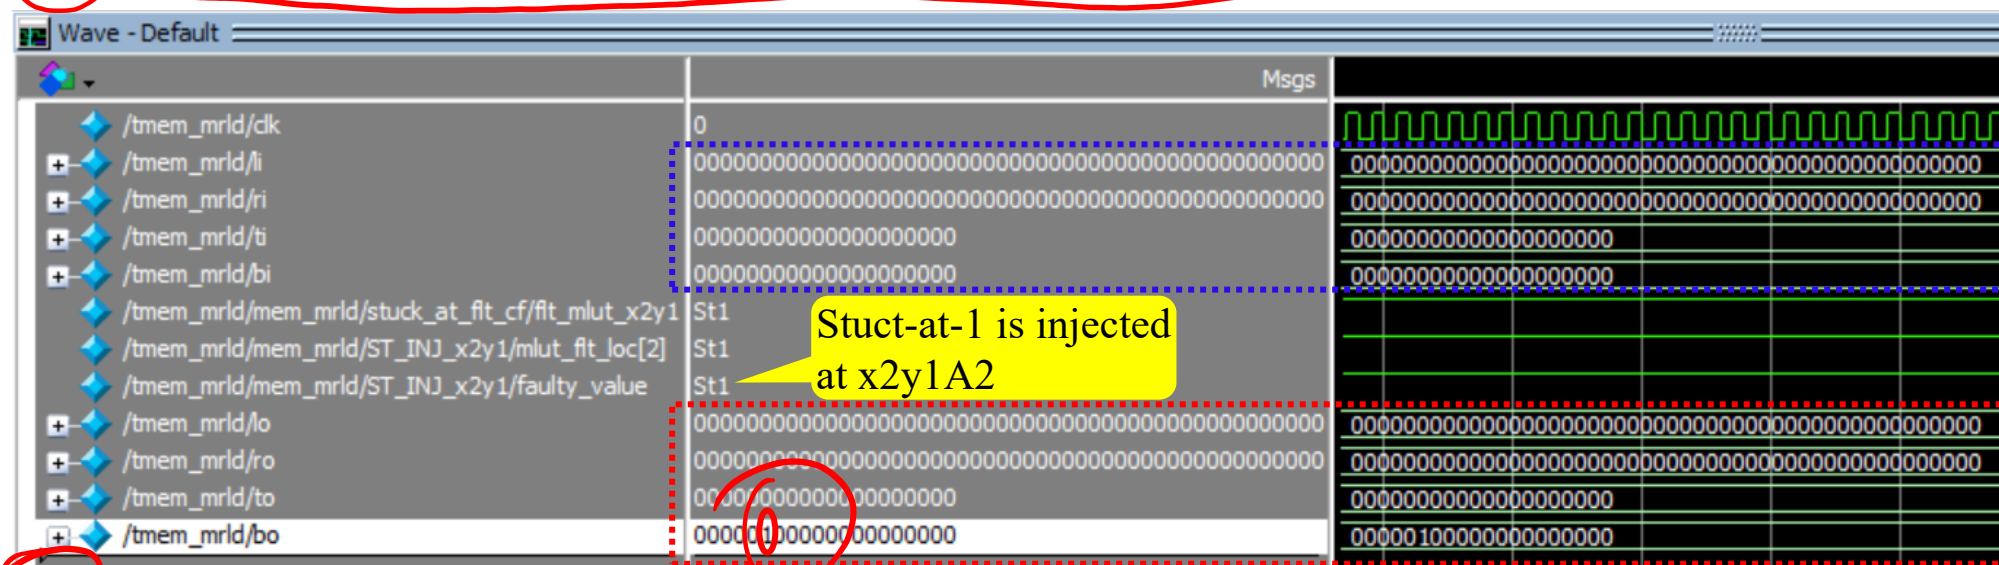 Wave - Default
Msgs
/tmem_mrld/clk 0
/tmem_mrld/li 000000000000000000000000000000000000000000000000 000000000000000000000000000000000000000000000000
/tmem_mrld/ri 000000000000000000000000000000000000000000000000 000000000000000000000000000000000000000000000000
/tmem_mrld/ti 00000000000000000000 00000000000000000000
/tmem_mrld/bi 00000000000000000000 00000000000000000000
/tmem_mrld/mem_mrld/stuck_at_flt_cf/flt_mlut_x2y1 St1
/tmem_mrld/mem_mrld/ST_INJ_x2y1/mlut_flt_loc[2] St1
/tmem_mrld/mem_mrld/ST_INJ_x2y1/faulty_value St1
Stuct-at-1 is injected
at x2y1A2
/tmem_mrld/lo 000000000000000000000000000000000000000000000000 000000000000000000000000000000000000000000000000
/tmem_mrld/ro 000000000000000000000000000000000000000000000000 000000000000000000000000000000000000000000000000
/tmem_mrld/to 00000000000000000000 00000000000000000000
/tmem_mrld/bo 00000100000000000000 00000100000000000000